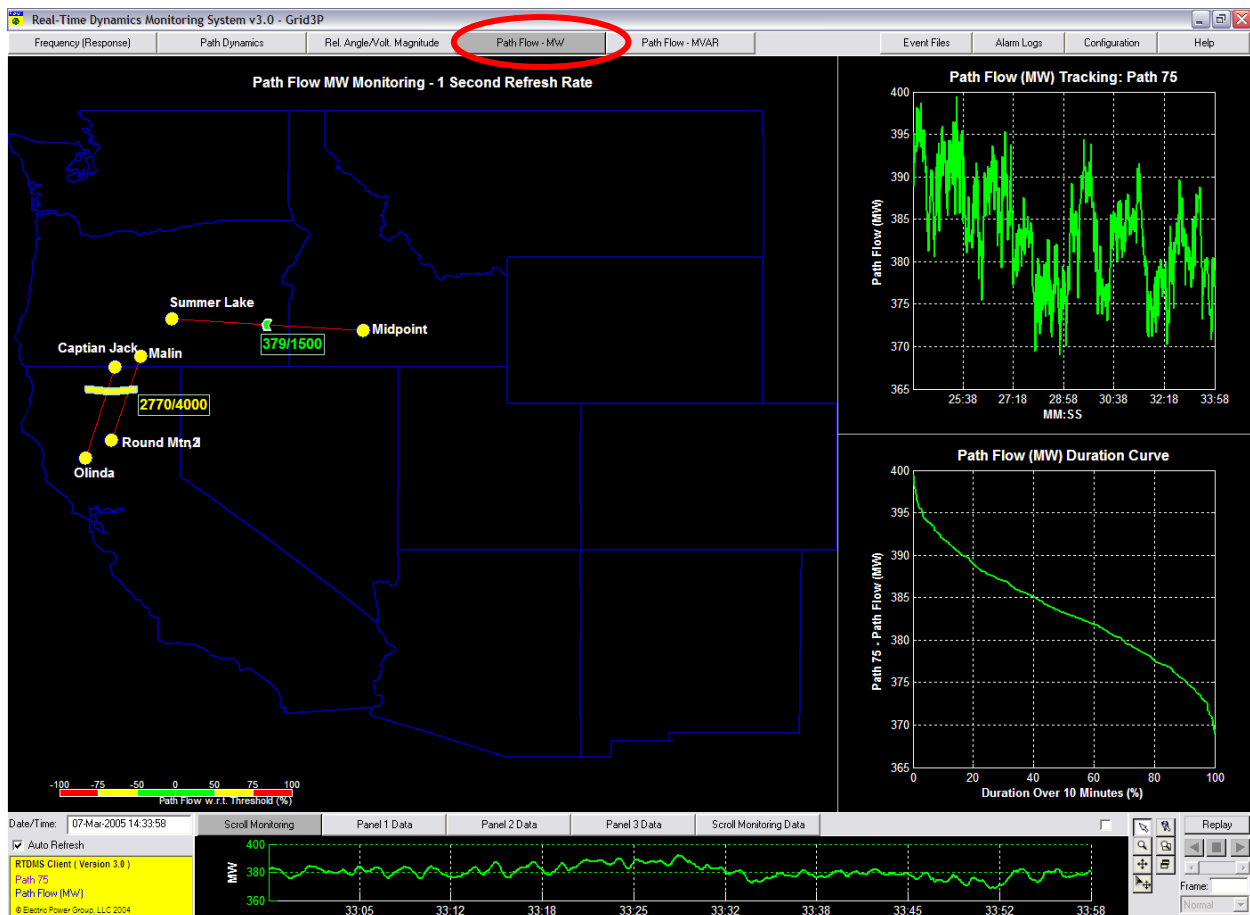 Real-Time Dynamics Monitoring System v3.0 - Grid3P
Frequency (Response) Path Dynamics Rel. Angle/Volt. Magnitude Path Flow - MW Path Flow - MVAR Event Files Alarm Logs Configuration Help
Path Flow MW Monitoring - 1 Second Refresh Rate
Summer Lake
Midpoint
379/1500
Captian Jack
Malin
2770/4000
Round Mtn,
Olinda
-100 -75 -50 0 50 75 100
Path Flow w.r.t. Threshold (%)
Path Flow (MW) Tracking: Path 75
Path Flow (MW)
400
395
390
385
380
375
370
365
25:38 27:18 28:58 30:38 32:18 33:58
MM:SS
Path Flow (MW) Duration Curve
Path 75 - Path Flow (MW)
400
395
390
385
380
375
370
365
0 20 40 60 80 100
Duration Over 10 Minutes (%)
Date/Time: 07-Mar-2005 14:33:58
Auto Refresh
RTDMS Client ( Version 3.0 )
Path 75
Path Flow (MW)
© Electric Power Group, LLC 2004
Scroll Monitoring Panel 1 Data Panel 2 Data Panel 3 Data Scroll Monitoring Data
MW
400
380
360
33:05 33:12 33:18 33:25 33:32 33:38 33:45 33:52 33:58
Replay
Frame:
Normal